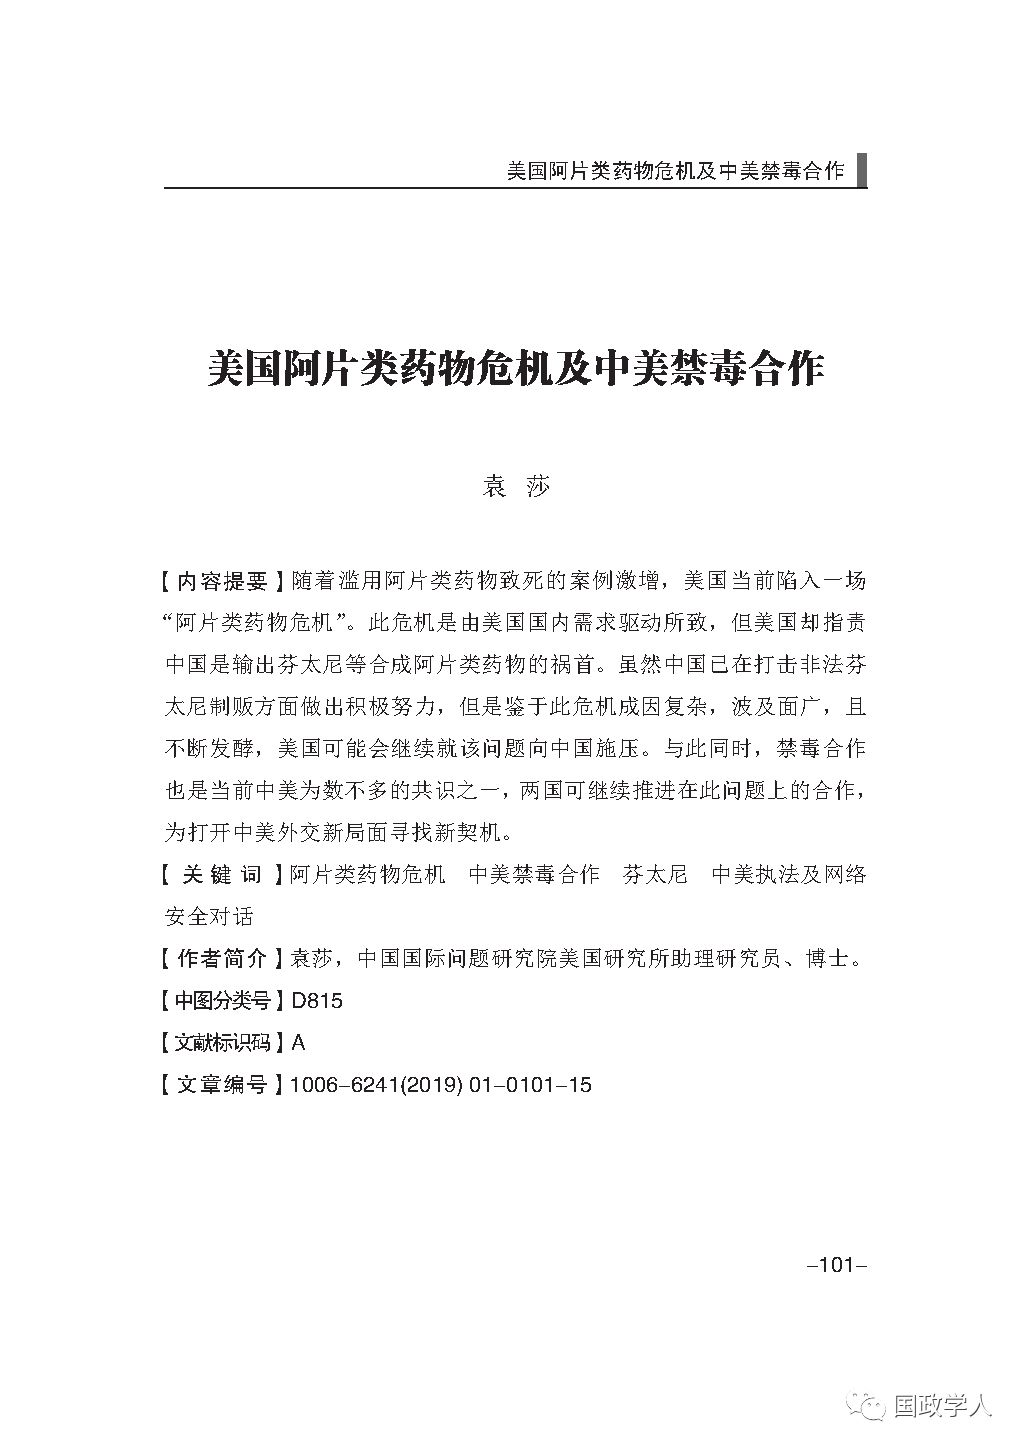 美国阿片类药物危机及中美禁毒合作
美国阿片类药物危机及中美禁毒合作
袁 莎
【内容提要】随着滥用阿片类药物致死的案例激增，美国当前陷入一场
“阿片类药物危机”。此危机是由美国国内需求驱动所致，但美国却指责
中国是输出芬太尼等合成阿片类药物的祸首。虽然中国已在打击非法芬
太尼制贩方面做出积极努力，但是鉴于此危机成因复杂，波及面广，且
不断发酵，美国可能会继续就该问题向中国施压。与此同时，禁毒合作
也是当前中美为数不多的共识之一，两国可继续推进在此问题上的合作，
为打开中美外交新局面寻找新契机。
【关键词】阿片类药物危机 中美禁毒合作 芬太尼 中美执法及网络
安全对话
【作者简介】袁莎，中国国际问题研究院美国研究所助理研究员、博士。
【中图分类号】D815
【文献标识码】A
【文章编号】1006–6241(2019) 01–0101–15
–101–
国政学人